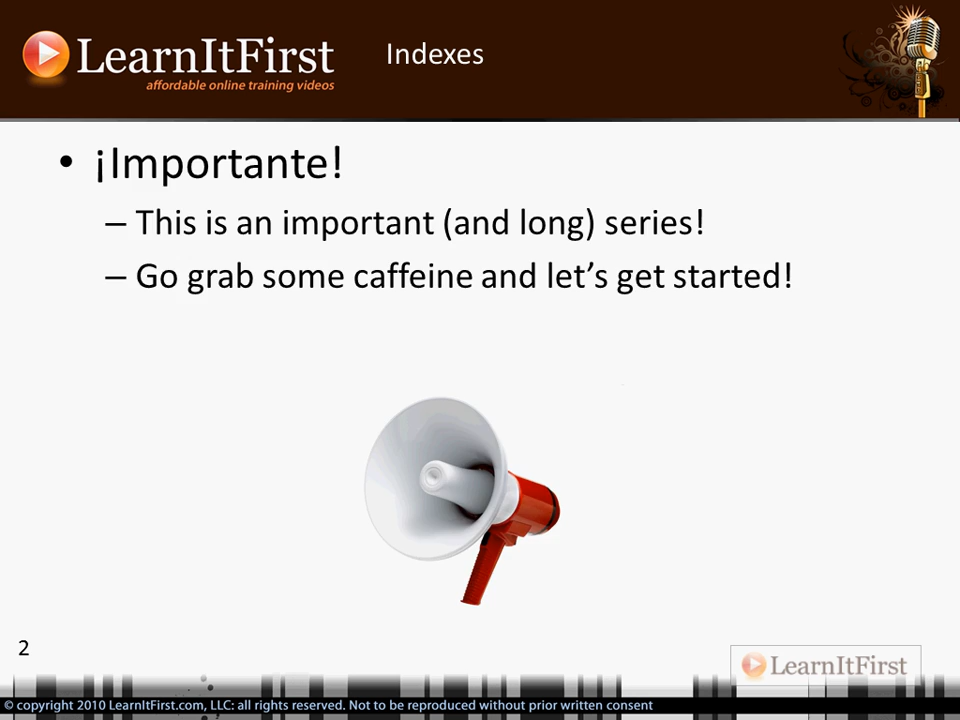 LearnItFirst
affordable online training videos
Indexes
• ¡Importante!
– This is an important (and long) series!
– Go grab some caffeine and let’s get started!
2
LearnItFirst
© copyright 2010 LearnItFirst.com, LLC: all rights reserved. Not to be reproduced without prior written consent